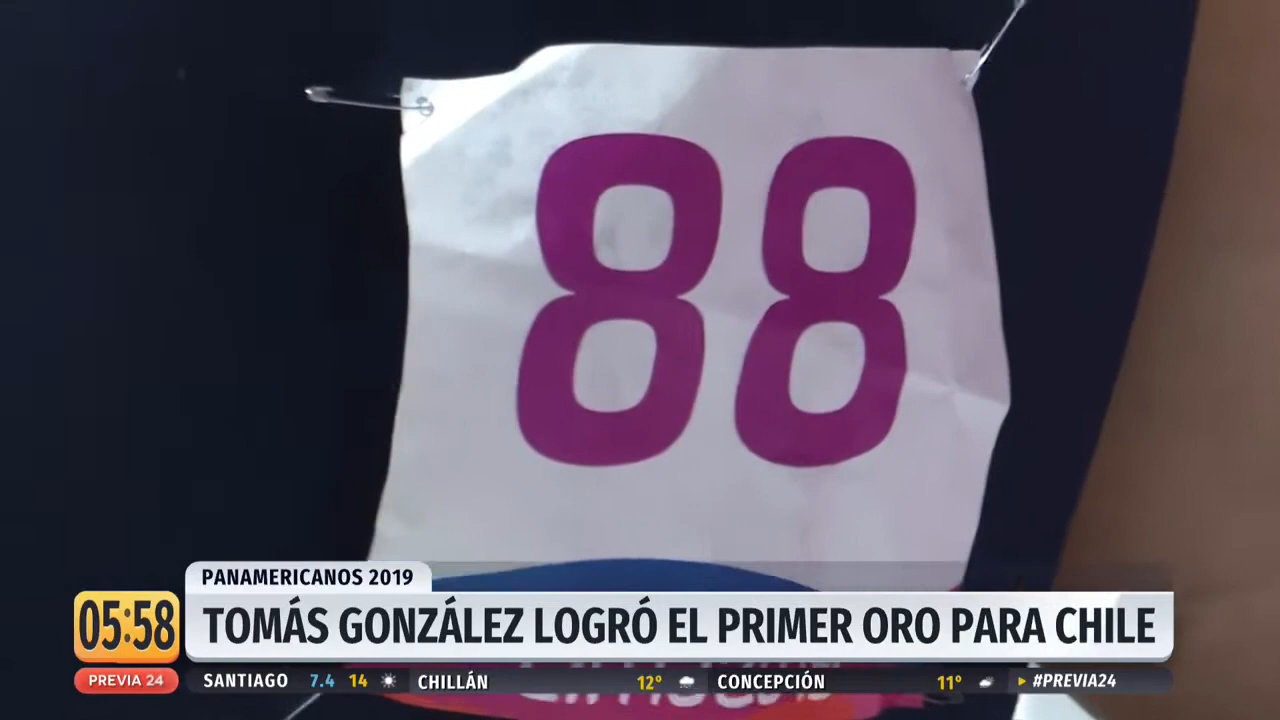 88
PANAMERICANOS 2019
05:58
TOMÁS GONZÁLEZ LOGRÓ EL PRIMER ORO PARA CHILE
PREVIA 24
SANTIAGO 7.4 14 CHILLÁN 12° CONCEPCIÓN 11° #PREVIA24